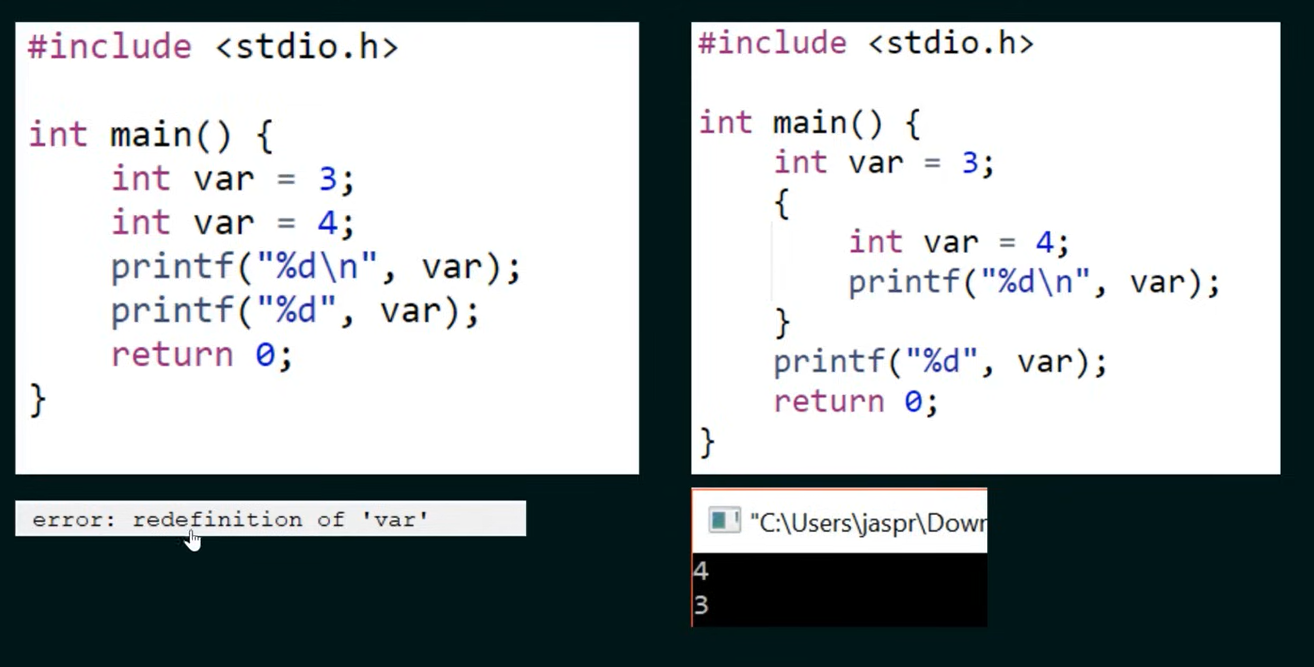 #include <stdio.h>
int main() {
int var = 3;
int var = 4;
printf("%d\n", var);
printf("%d", var);
return 0;
}
error: redefinition of 'var'
#include <stdio.h>
int main() {
int var = 3;
{
int var = 4;
printf("%d\n", var);
}
printf("%d", var);
return 0;
}
"C:\Users\jaspr\Down
4
3